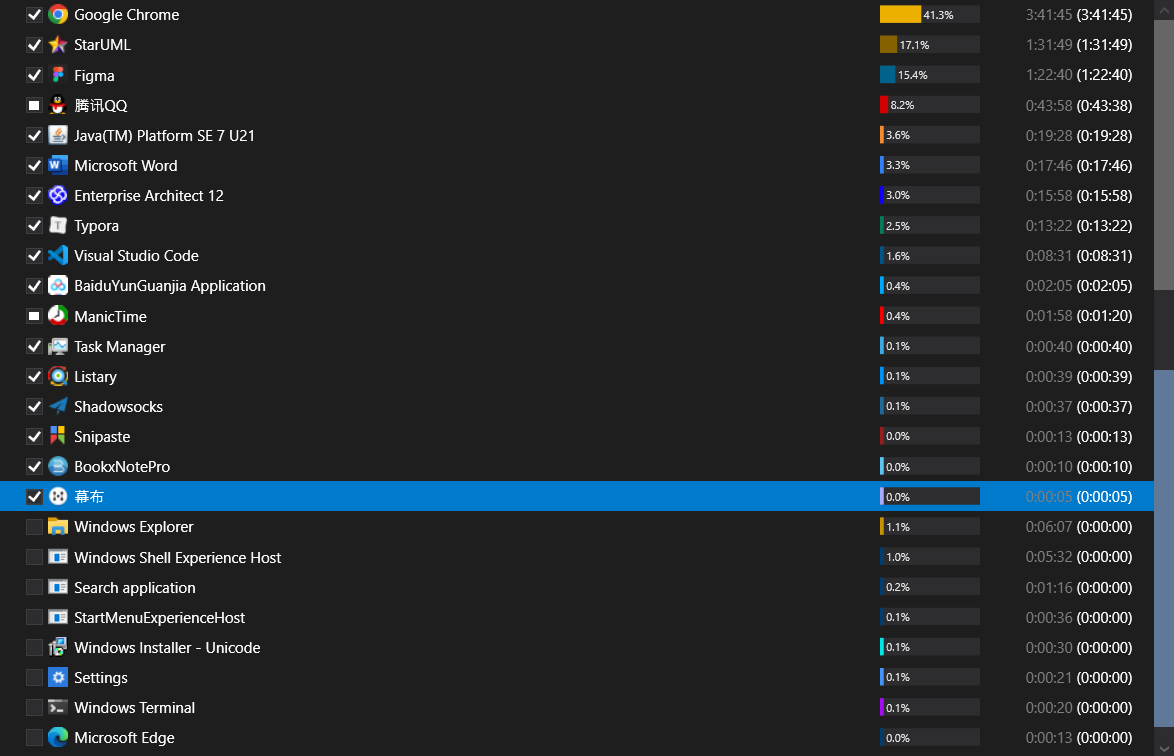 Google Chrome 41.3% 3:41:45 (3:41:45)
StarUML 17.1% 1:31:49 (1:31:49)
Figma 15.4% 1:22:40 (1:22:40)
腾讯QQ 8.2% 0:43:58 (0:43:38)
Java(TM) Platform SE 7 U21 3.6% 0:19:28 (0:19:28)
Microsoft Word 3.3% 0:17:46 (0:17:46)
Enterprise Architect 12 3.0% 0:15:58 (0:15:58)
Typora 2.5% 0:13:22 (0:13:22)
Visual Studio Code 1.6% 0:08:31 (0:08:31)
BaiduYunGuanjia Application 0.4% 0:02:05 (0:02:05)
ManicTime 0.4% 0:01:58 (0:01:20)
Task Manager 0.1% 0:00:40 (0:00:40)
Listary 0.1% 0:00:39 (0:00:39)
Shadowsocks 0.1% 0:00:37 (0:00:37)
Snipaste 0.0% 0:00:13 (0:00:13)
BookxNotePro 0.0% 0:00:10 (0:00:10)
幕布 0.0% 0:00:05 (0:00:05)
Windows Explorer 1.1% 0:06:07 (0:00:00)
Windows Shell Experience Host 1.0% 0:05:32 (0:00:00)
Search application 0.2% 0:01:16 (0:00:00)
StartMenuExperienceHost 0.1% 0:00:36 (0:00:00)
Windows Installer - Unicode 0.1% 0:00:30 (0:00:00)
Settings 0.1% 0:00:21 (0:00:00)
Windows Terminal 0.1% 0:00:20 (0:00:00)
Microsoft Edge 0.0% 0:00:13 (0:00:00)